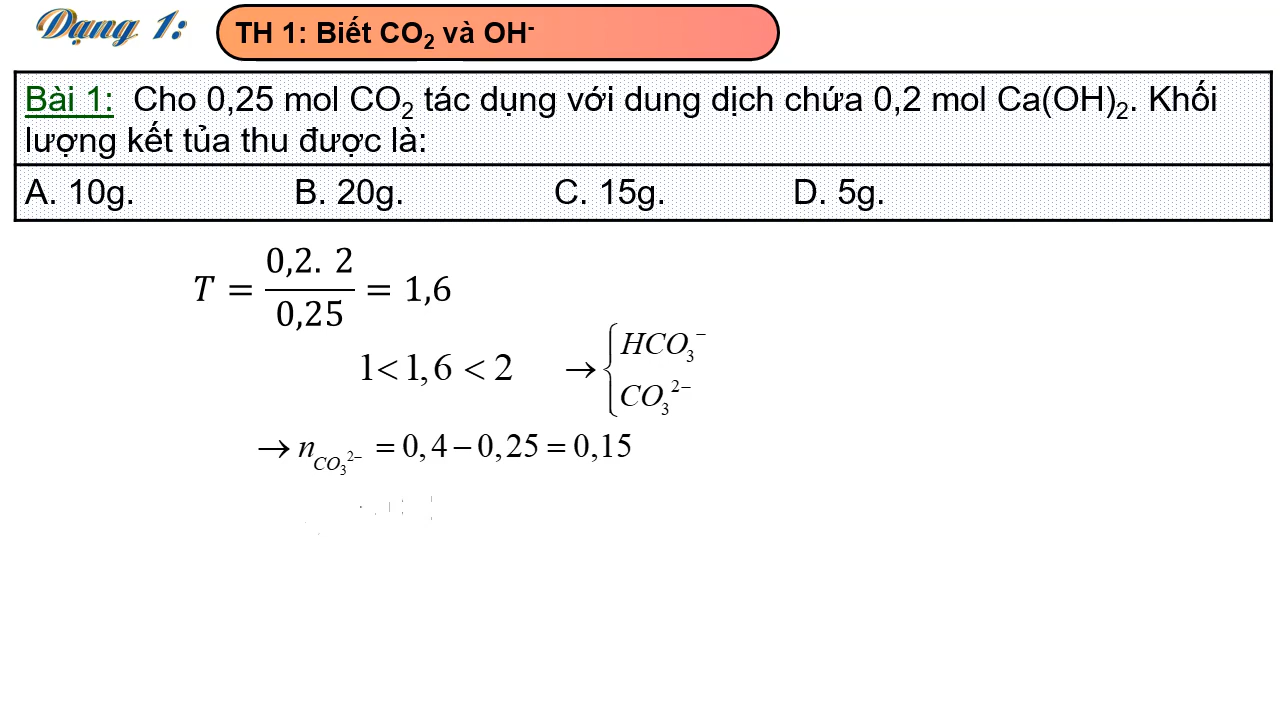 Dạng 1:
TH 1: Biết CO₂ và OH⁻
Bài 1: Cho 0,25 mol CO₂ tác dụng với dung dịch chứa 0,2 mol Ca(OH)₂. Khối
lượng kết tủa thu được là:
A. 10g. B. 20g. C. 15g. D. 5g.
T = (0,2. 2)/(0,25) = 1,6
1 < 1,6 < 2 → { HCO₃⁻
CO₃²⁻
→ n_CO₃²⁻ = 0,4 − 0,25 = 0,15